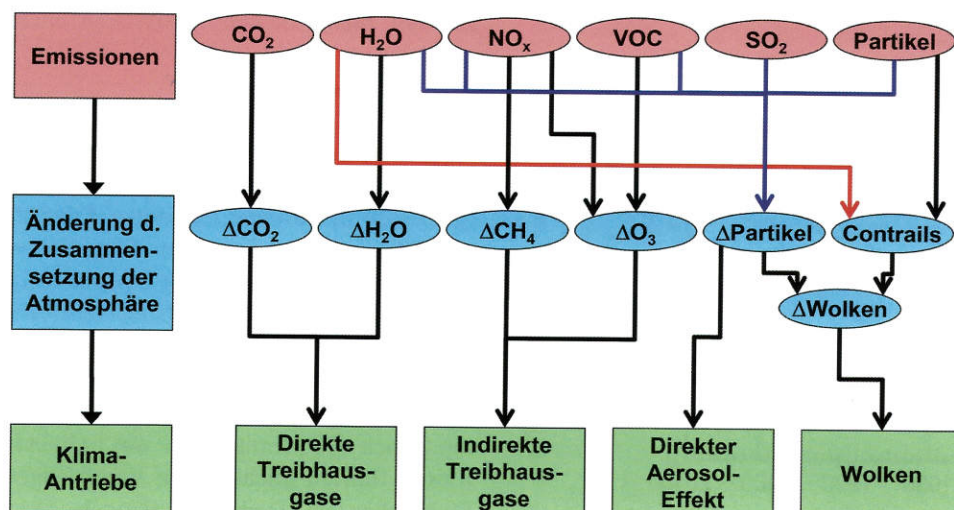 Emissionen
CO₂
H₂O
NOₓ
VOC
SO₂
Partikel
Änderung d.
Zusammen-
setzung der
Atmosphäre
ΔCO₂
ΔH₂O
ΔCH₄
ΔO₃
ΔPartikel
Contrails
ΔWolken
Klima-
Antriebe
Direkte
Treibhaus-
gase
Indirekte
Treibhaus-
gase
Direkter
Aerosol-
Effekt
Wolken